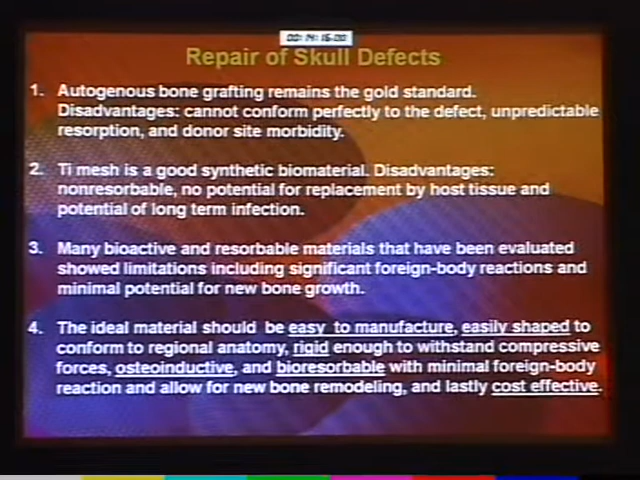 00:14:16:00
Repair of Skull Defects
1. Autogenous bone grafting remains the gold standard.
Disadvantages: cannot conform perfectly to the defect, unpredictable
resorption, and donor site morbidity.
2. Ti mesh is a good synthetic biomaterial. Disadvantages:
nonresorbable, no potential for replacement by host tissue and
potential of long term infection.
3. Many bioactive and resorbable materials that have been evaluated
showed limitations including significant foreign-body reactions and
minimal potential for new bone growth.
4. The ideal material should be easy to manufacture, easily shaped to
conform to regional anatomy, rigid enough to withstand compressive
forces, osteoinductive, and bioresorbable with minimal foreign-body
reaction and allow for new bone remodeling, and lastly cost effective.